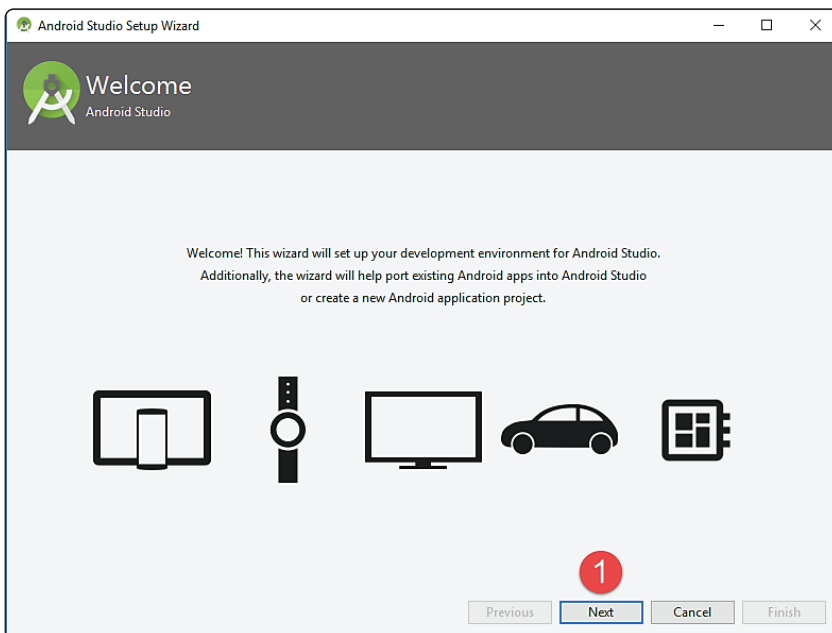 Android Studio Setup Wizard
Welcome
Android Studio
Welcome! This wizard will set up your development environment for Android Studio.
Additionally, the wizard will help port existing Android apps into Android Studio
or create a new Android application project.
1
Previous Next Cancel Finish